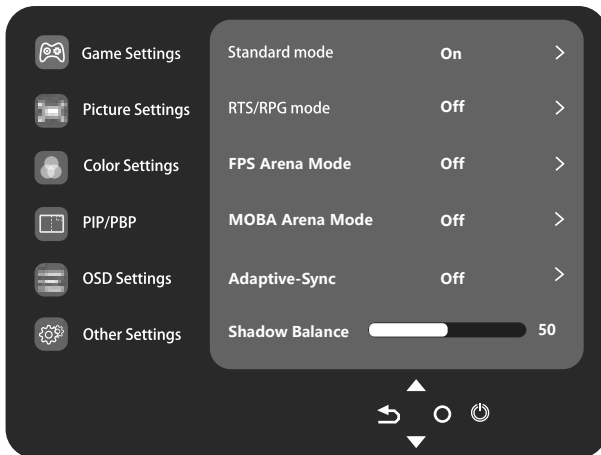 Game Settings
Picture Settings
Color Settings
PIP/PBP
OSD Settings
Other Settings
Standard mode On
RTS/RPG mode Off
FPS Arena Mode Off
MOBA Arena Mode Off
Adaptive-Sync Off
Shadow Balance 50